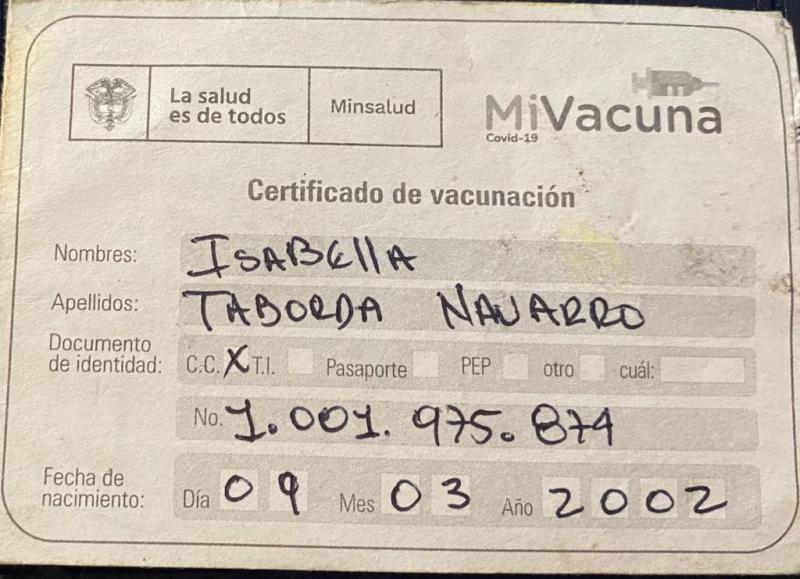 La salud
es de todos
Minsalud
MiVacuna
Covid-19
Certificado de vacunación
Nombres: ISABEllA
Apellidos: TABORDA NAVARRO
Documento
de identidad: C.C. X T.I. Pasaporte PEP otro cuál:
No. 1.001.975.874
Fecha de
nacimiento: Día 09 Mes 03 Año 2002